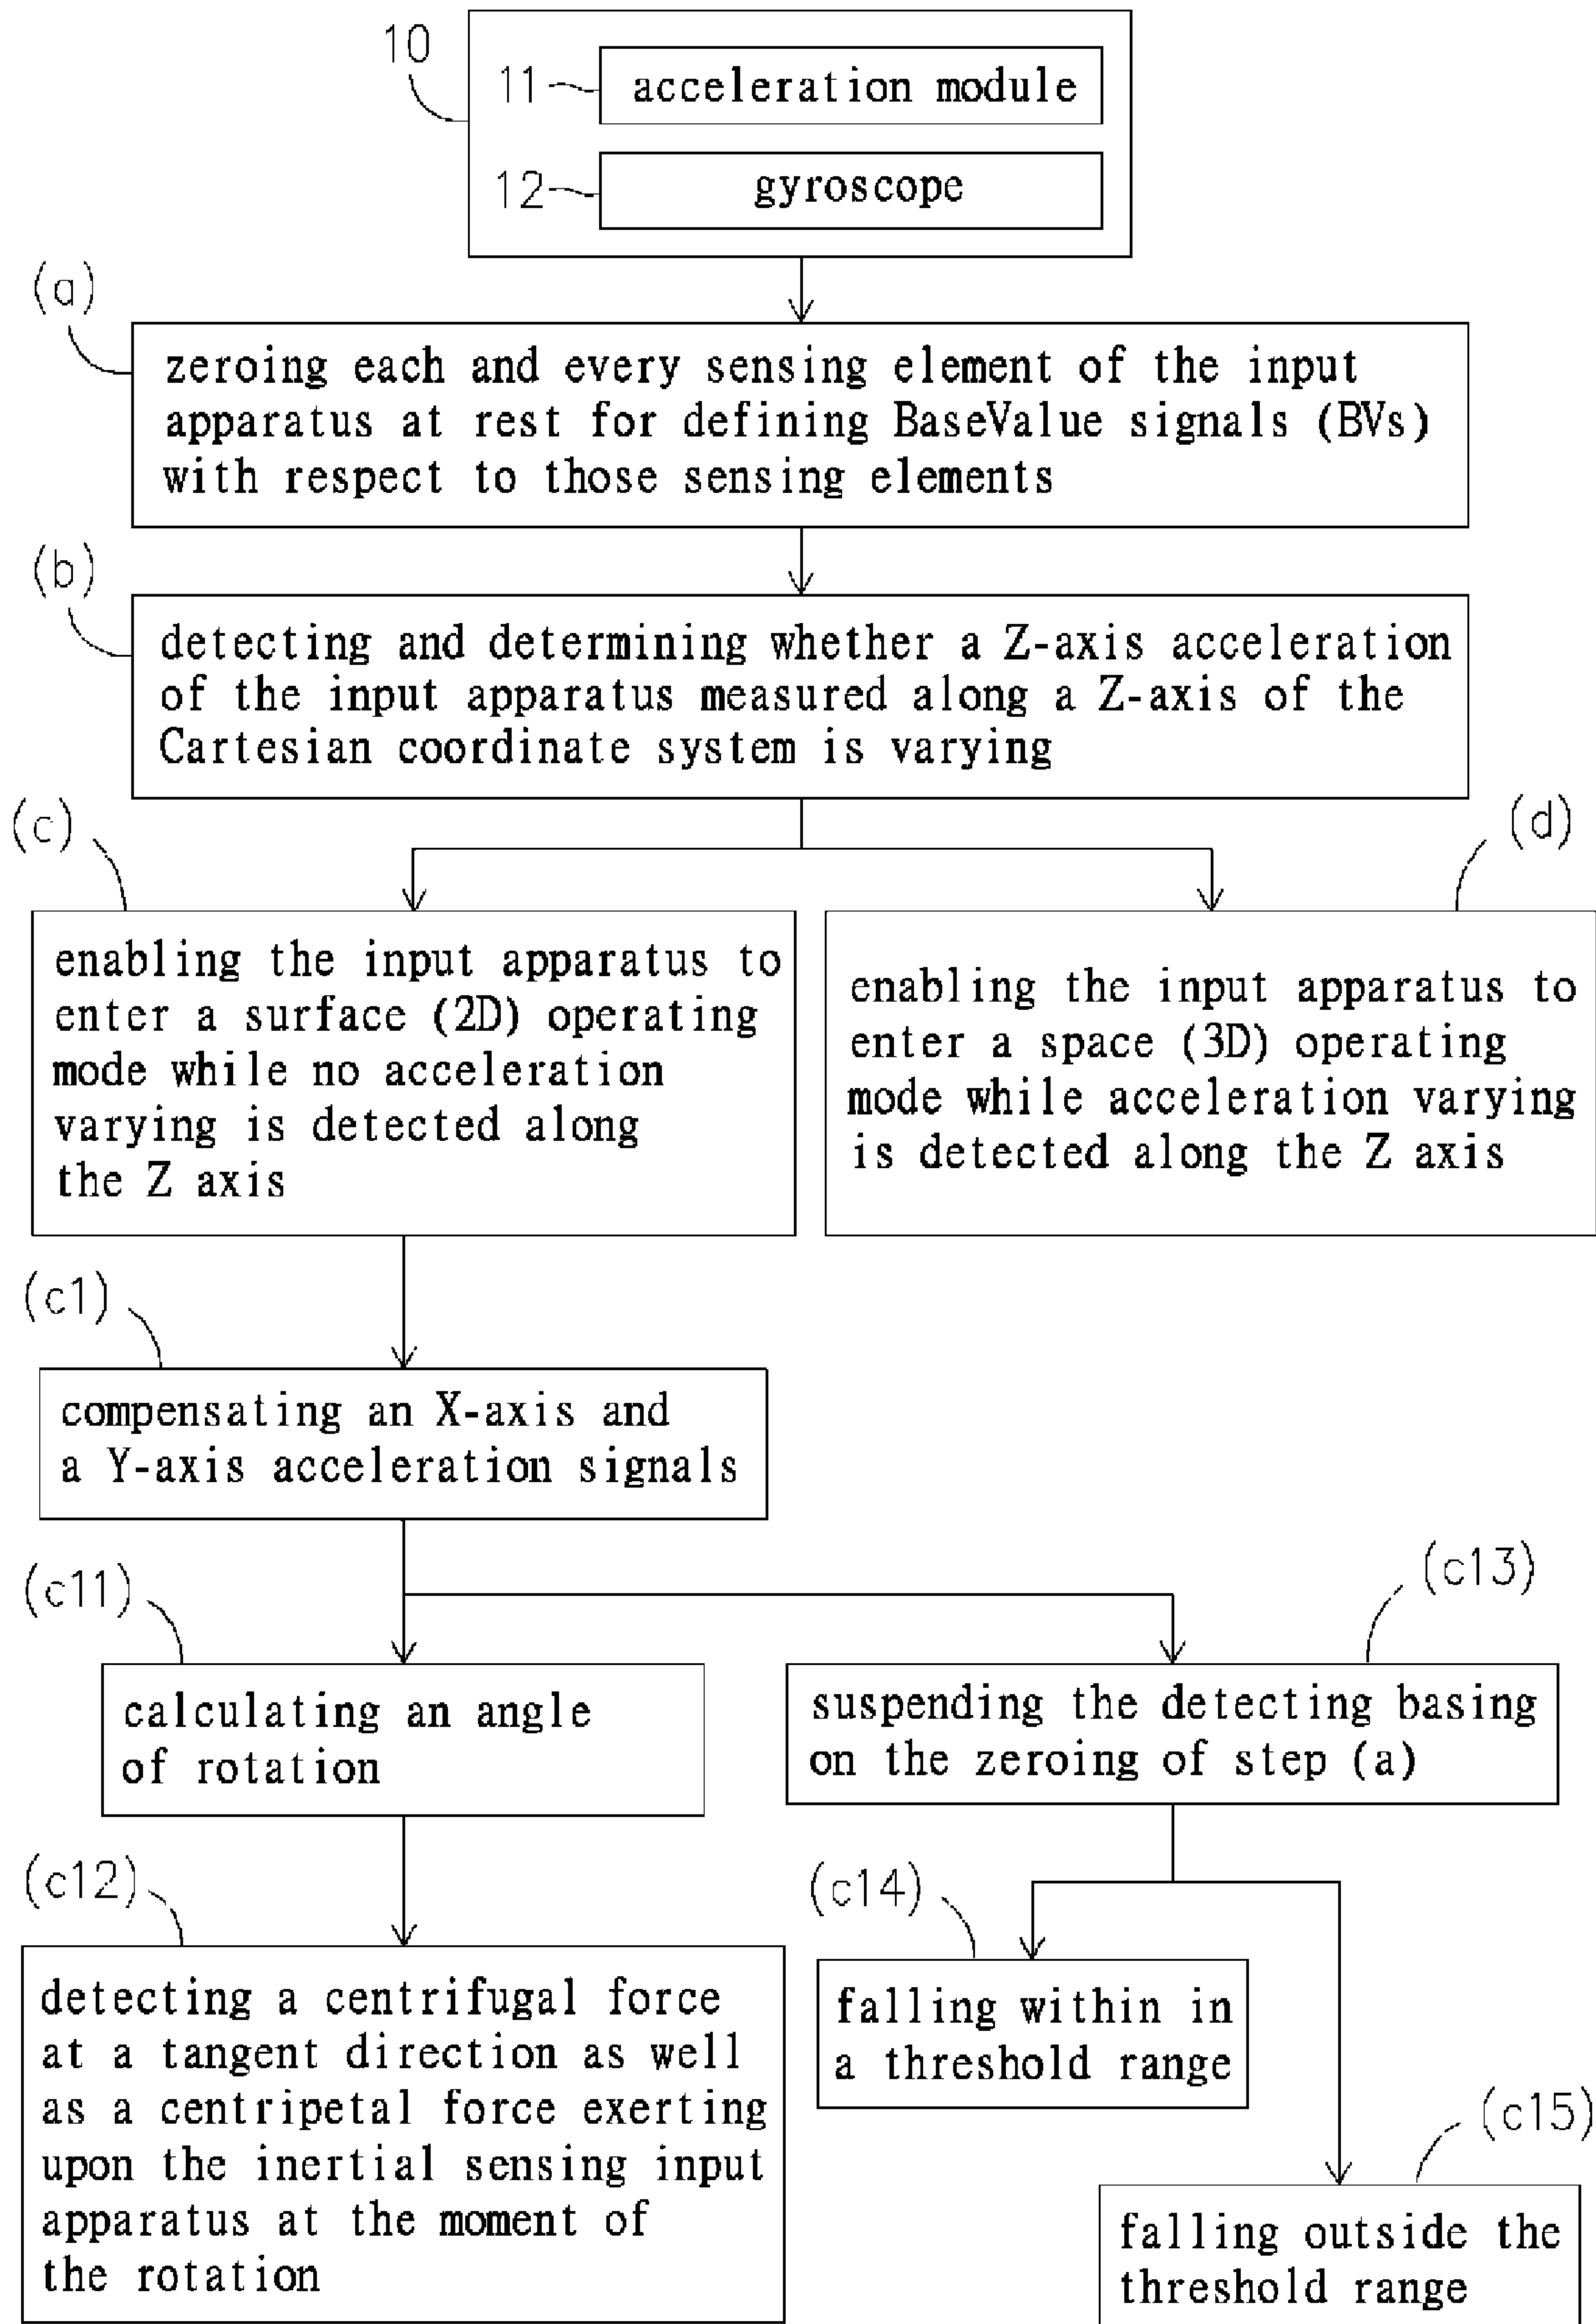 10
11
acceleration module
12
gyroscope
(a)
zeroing each and every sensing element of the input
apparatus at rest for defining BaseValue signals (BVs)
with respect to those sensing elements
(b)
detecting and determining whether a Z-axis acceleration
of the input apparatus measured along a Z-axis of the
Cartesian coordinate system is varying
(c)
enabling the input apparatus to
enter a surface (2D) operating
mode while no acceleration
varying is detected along
the Z axis
(d)
enabling the input apparatus to
enter a space (3D) operating
mode while acceleration varying
is detected along the Z axis
(c1)
compensating an X-axis and
a Y-axis acceleration signals
(c11)
calculating an angle
of rotation
(c13)
suspending the detecting basing
on the zeroing of step (a)
(c12)
detecting a centrifugal force
at a tangent direction as well
as a centripetal force exerting
upon the inertial sensing input
apparatus at the moment of
the rotation
(c14)
falling within in
a threshold range
(c15)
falling outside the
threshold range